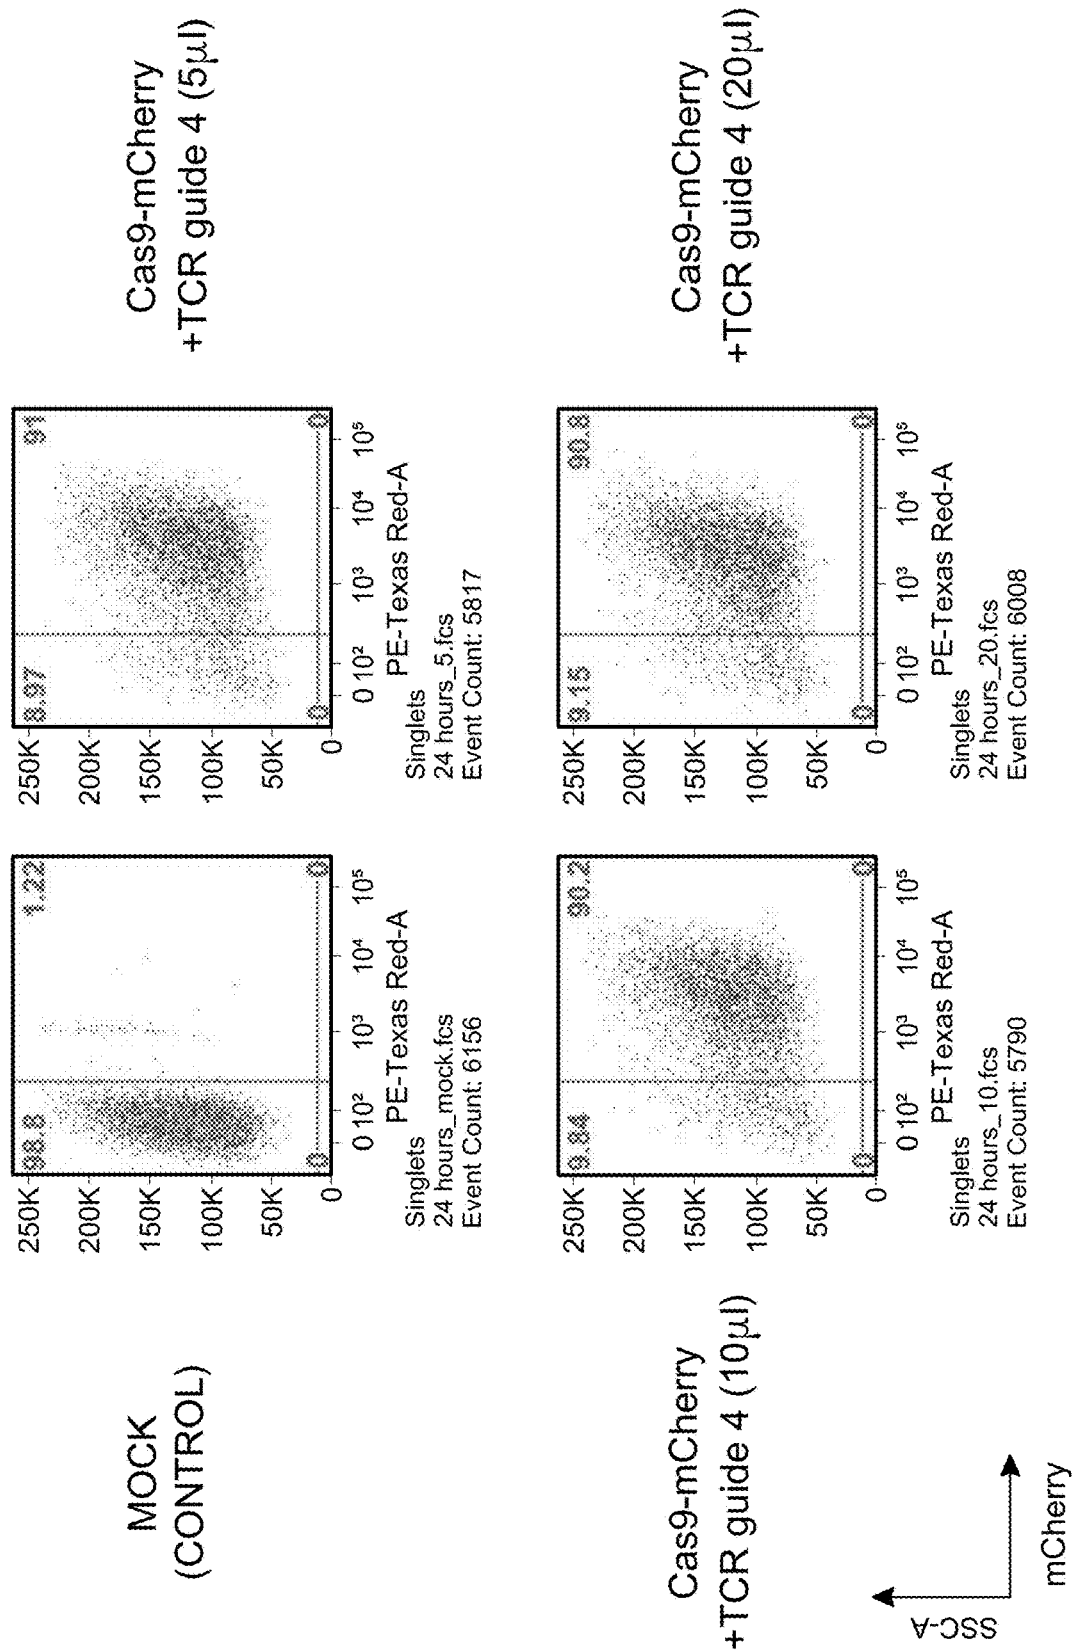 MOCK
(CONTROL)
250K
200K
150K
100K
50K
0
98.8
1.22
0
0
0 10²
10³
10⁴
10⁵
PE-Texas Red-A
Singlets
24 hours_mock.fcs
Event Count: 6156
250K
200K
150K
100K
50K
0
8.97
91
0
0
0 10²
10³
10⁴
10⁵
PE-Texas Red-A
Singlets
24 hours_5.fcs
Event Count: 5817
Cas9-mCherry
+TCR guide 4 (5µl)
Cas9-mCherry
+TCR guide 4 (10µl)
250K
200K
150K
100K
50K
0
9.84
90.2
0
0
0 10²
10³
10⁴
10⁵
PE-Texas Red-A
Singlets
24 hours_10.fcs
Event Count: 5790
250K
200K
150K
100K
50K
0
9.15
90.8
0
0
0 10²
10³
10⁴
10⁵
PE-Texas Red-A
Singlets
24 hours_20.fcs
Event Count: 6008
Cas9-mCherry
+TCR guide 4 (20µl)
SSC-A
mCherry